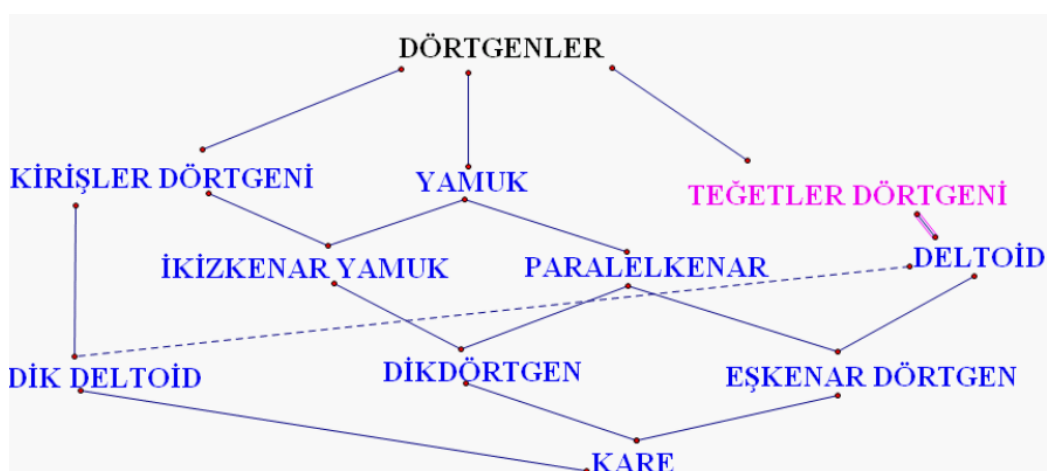 DÖRTGENLER
KİRİŞLER DÖRTGENİ
YAMUK
TEĞETLER DÖRTGENİ
İKİZKENAR YAMUK
PARALELKENAR
DELTOİD
DİK DELTOİD
DİKDÖRTGEN
EŞKENAR DÖRTGEN
KARE